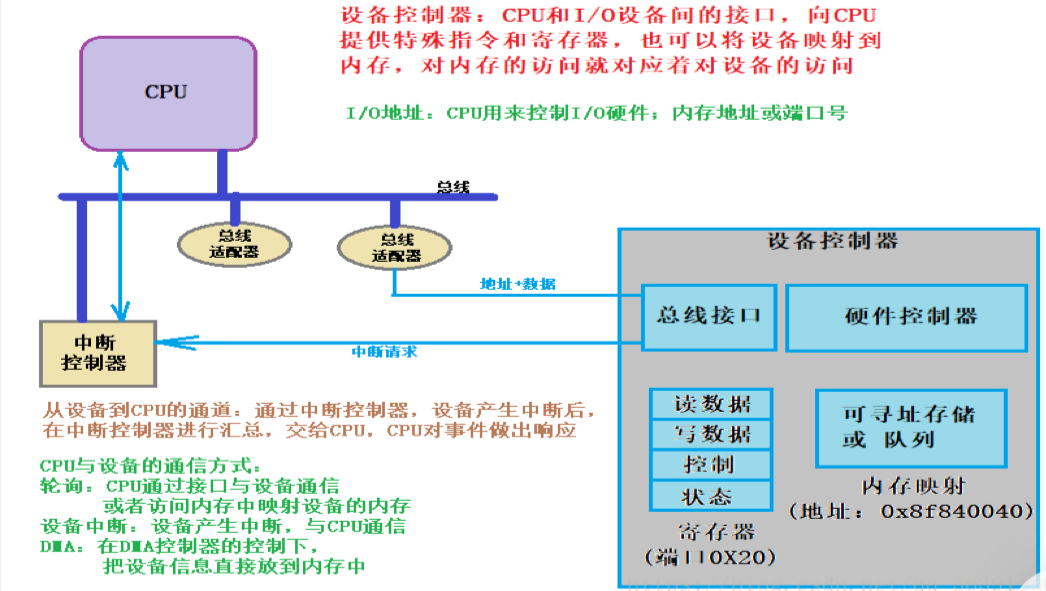 设备控制器：CPU和I/O设备间的接口，向CPU
提供特殊指令和寄存器，也可以将设备映射到
内存，对内存的访问就对应着对设备的访问
I/O地址：CPU用来控制I/O硬件；内存地址或端口号
CPU
总线
总线
适配器
总线
适配器
地址+数据
中断请求
中断
控制器
设备控制器
总线接口
硬件控制器
读数据
写数据
控制
状态
寄存器
(端口0X20)
可寻址存储
或 队列
内存映射
(地址：0x8f840040)
从设备到CPU的通道：通过中断控制器，设备产生中断后，
在中断控制器进行汇总，交给CPU，CPU对事件做出响应
CPU与设备的通信方式：
轮询：CPU通过接口与设备通信
或者访问内存中映射设备的内存
设备中断：设备产生中断，与CPU通信
DMA：在DMA控制器的控制下，
把设备信息直接放到内存中